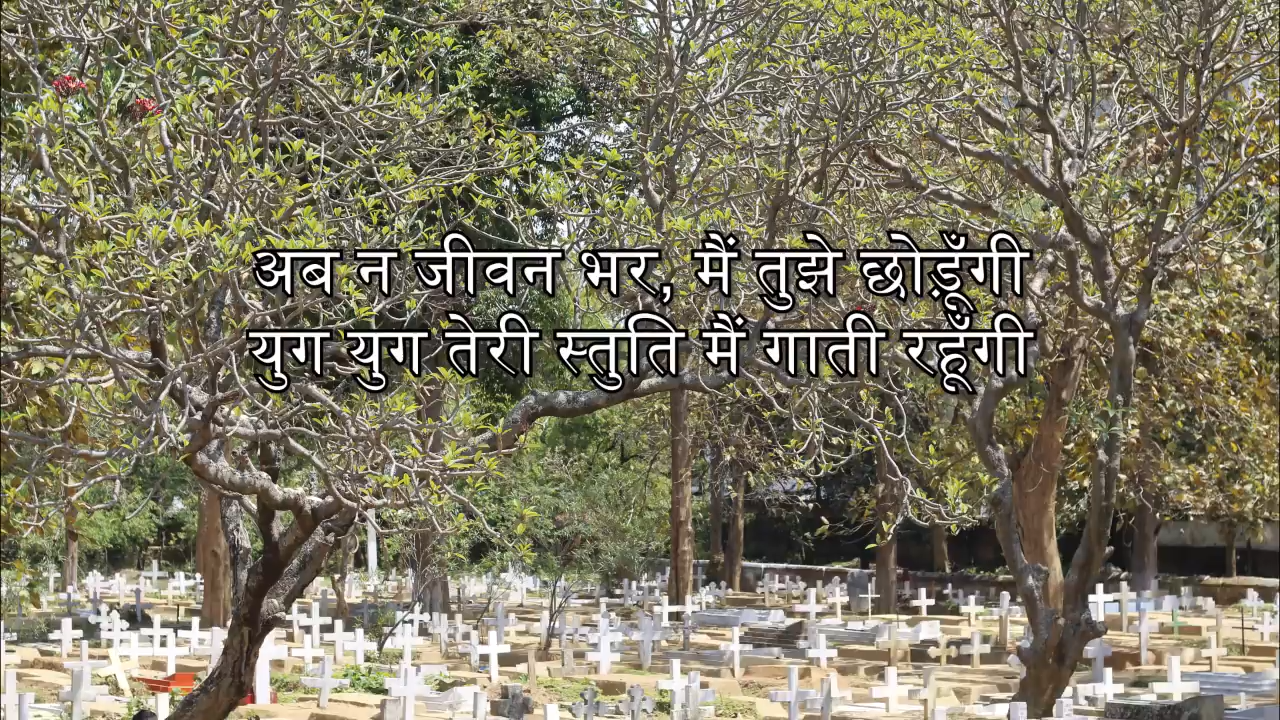 अब न जीवन भर, मैं तुझे छोड़ूँगी
युग युग तेरी स्तुति मैं गाती रहूँगी